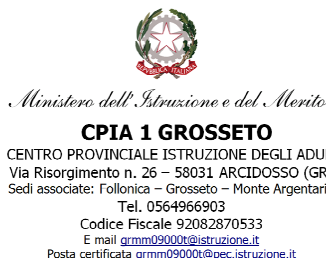 REPVBBLICA ITALIANA
Ministero dell'Istruzione e del Merito
CPIA 1 GROSSETO
CENTRO PROVINCIALE ISTRUZIONE DEGLI ADU
Via Risorgimento n. 26 – 58031 ARCIDOSSO (GR
Sedi associate: Follonica – Grosseto – Monte Argentari
Tel. 0564966903
Codice Fiscale 92082870533
E mail grmm09000t@istruzione.it
Posta certificata grmm09000t@pec.istruzione.it